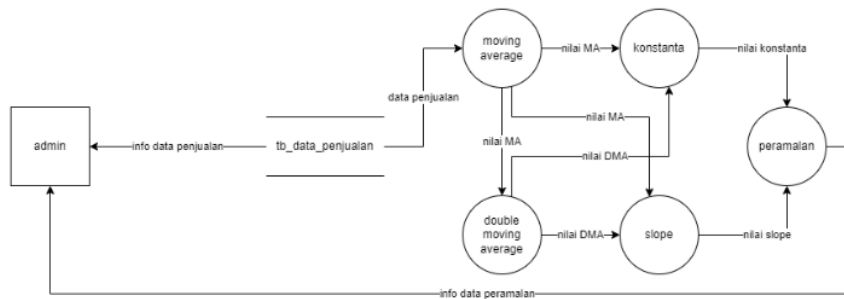 moving
average
nilai MA
konstanta
nilai konstanta
data penjualan
admin
info data penjualan
tb_data_penjualan
nilai MA
nilai MA
peramalan
nilai DMA
double
moving
average
nilai DMA
slope
nilai slope
info data peramalan